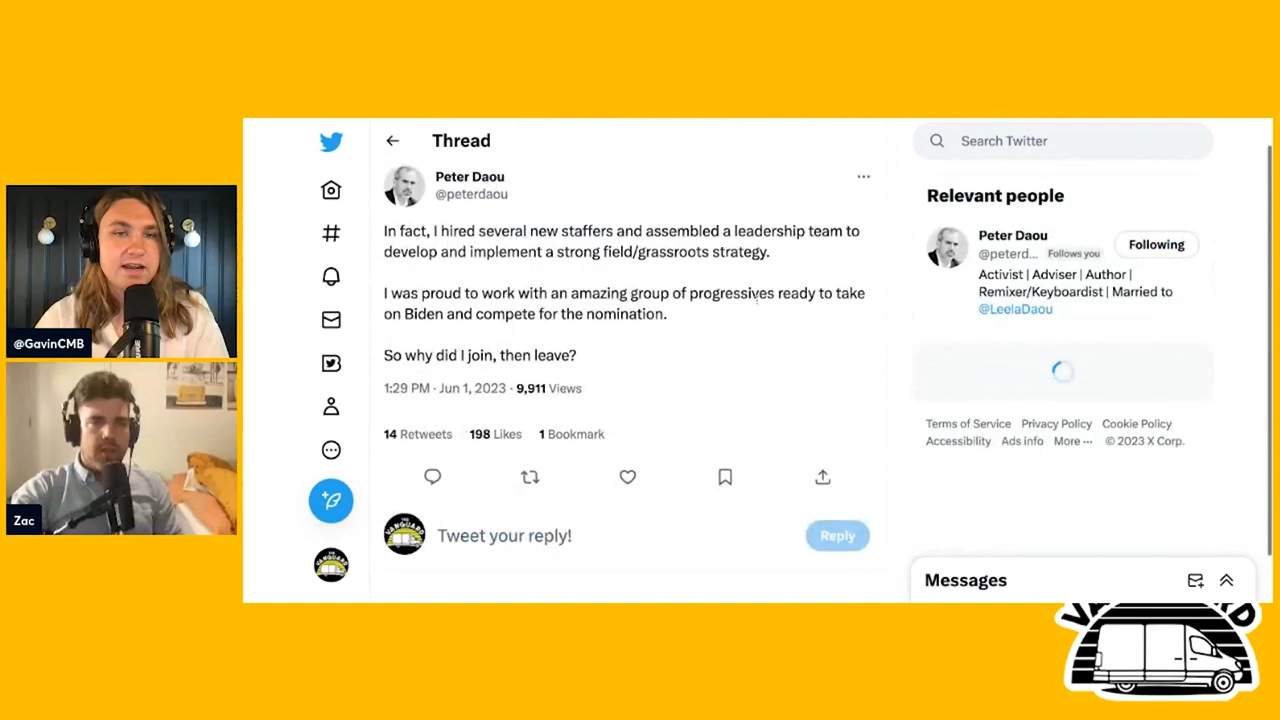 Thread
Search Twitter
Peter Daou
@peterdaou
In fact, I hired several new staffers and assembled a leadership team to
develop and implement a strong field/grassroots strategy.
I was proud to work with an amazing group of progressives ready to take
on Biden and compete for the nomination.
So why did I join, then leave?
1:29 PM · Jun 1, 2023 · 9,911 Views
14 Retweets 198 Likes 1 Bookmark
THE VANGUARD
Tweet your reply!
Reply
Relevant people
Peter Daou
@peterd... Follows you
Following
Activist | Adviser | Author |
Remixer/Keyboardist | Married to
@LeelaDaou
Terms of Service Privacy Policy Cookie Policy
Accessibility Ads info More ··· © 2023 X Corp.
Messages
@GavinCMB
Zac
VANGUARD